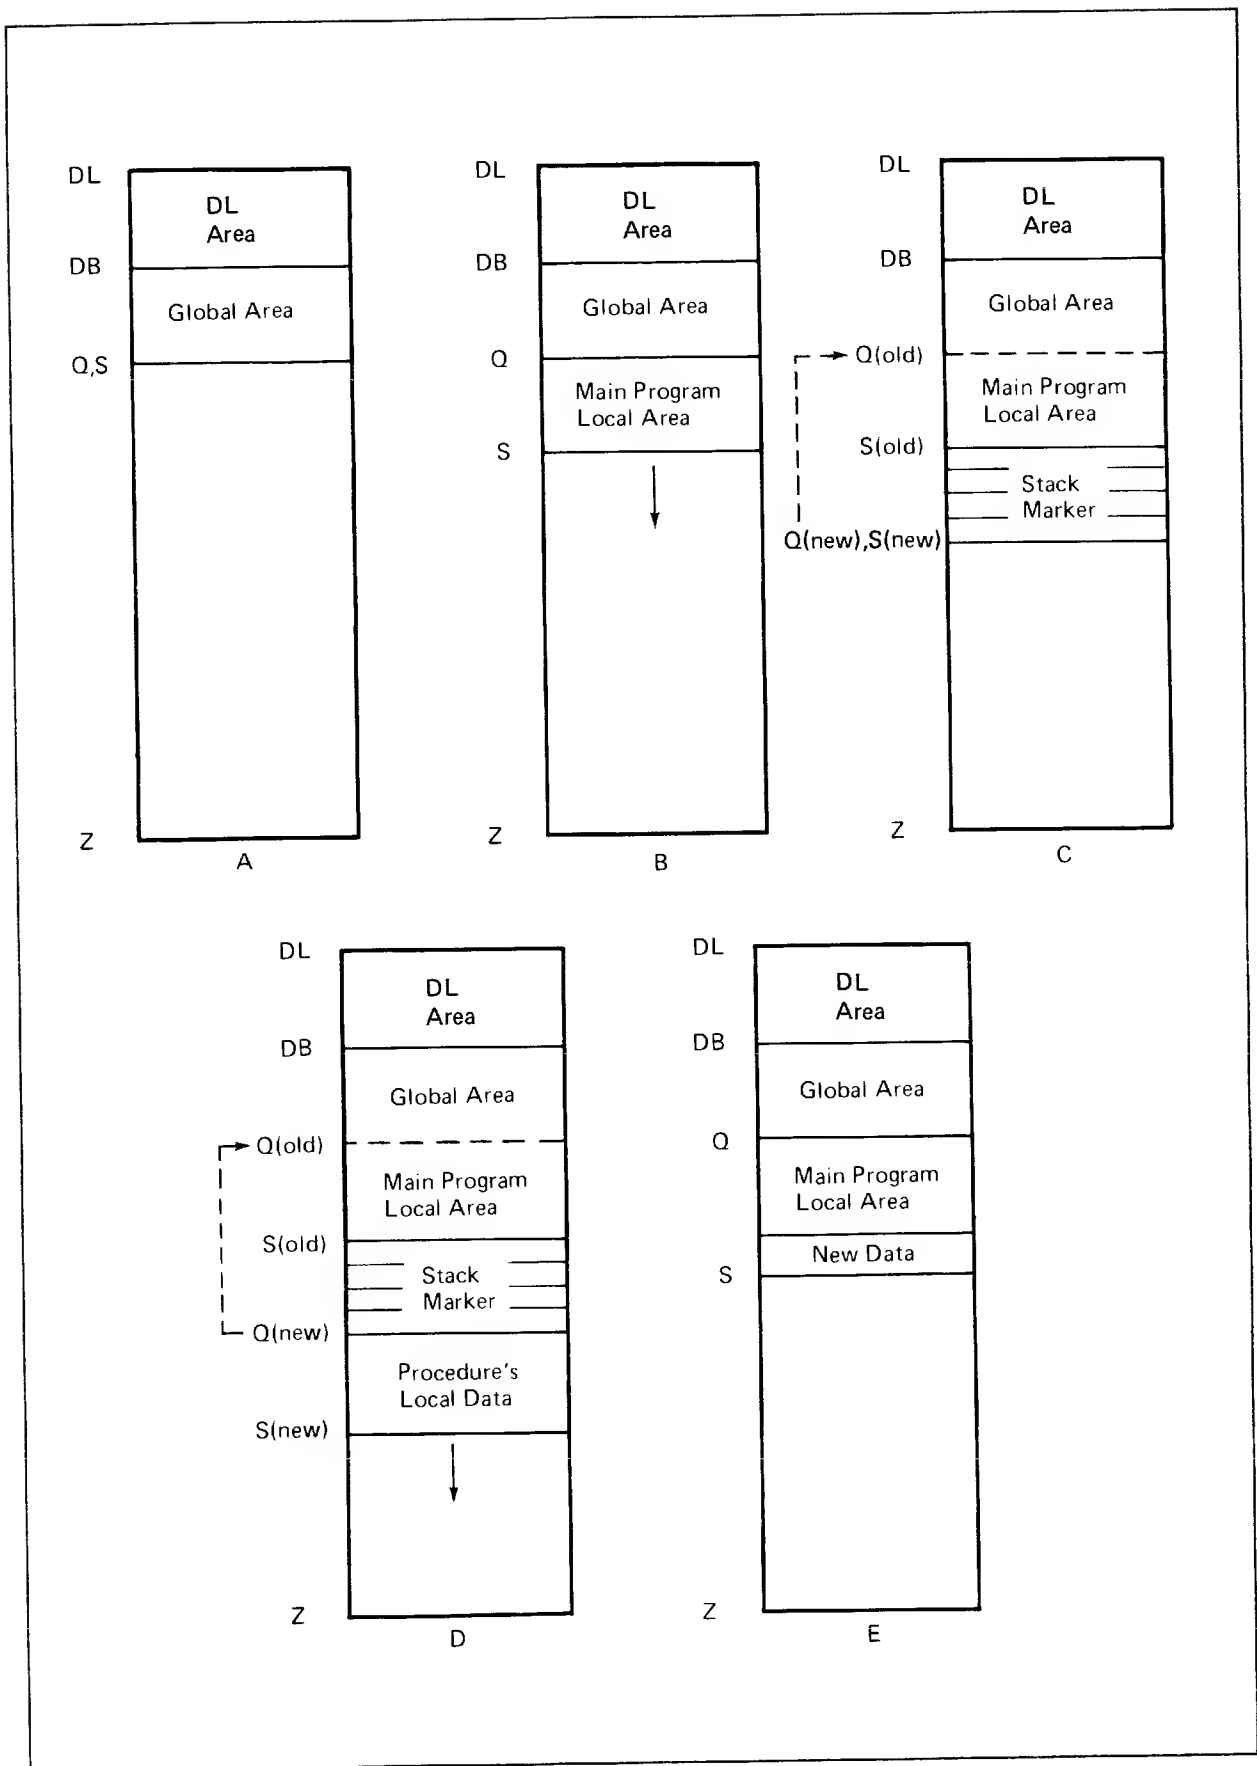 DL
DL
Area
DB
Global Area
Q,S
Z
A
DL
DL
Area
DB
Global Area
Q
Main Program
Local Area
S
Z
B
DL
DL
Area
DB
Global Area
Q(old)
Main Program
Local Area
S(old)
Stack
Marker
Q(new),S(new)
Z
C
DL
DL
Area
DB
Global Area
Q(old)
Main Program
Local Area
S(old)
Stack
Marker
Q(new)
Procedure's
Local Data
S(new)
Z
D
DL
DL
Area
DB
Global Area
Q
Main Program
Local Area
New Data
S
Z
E